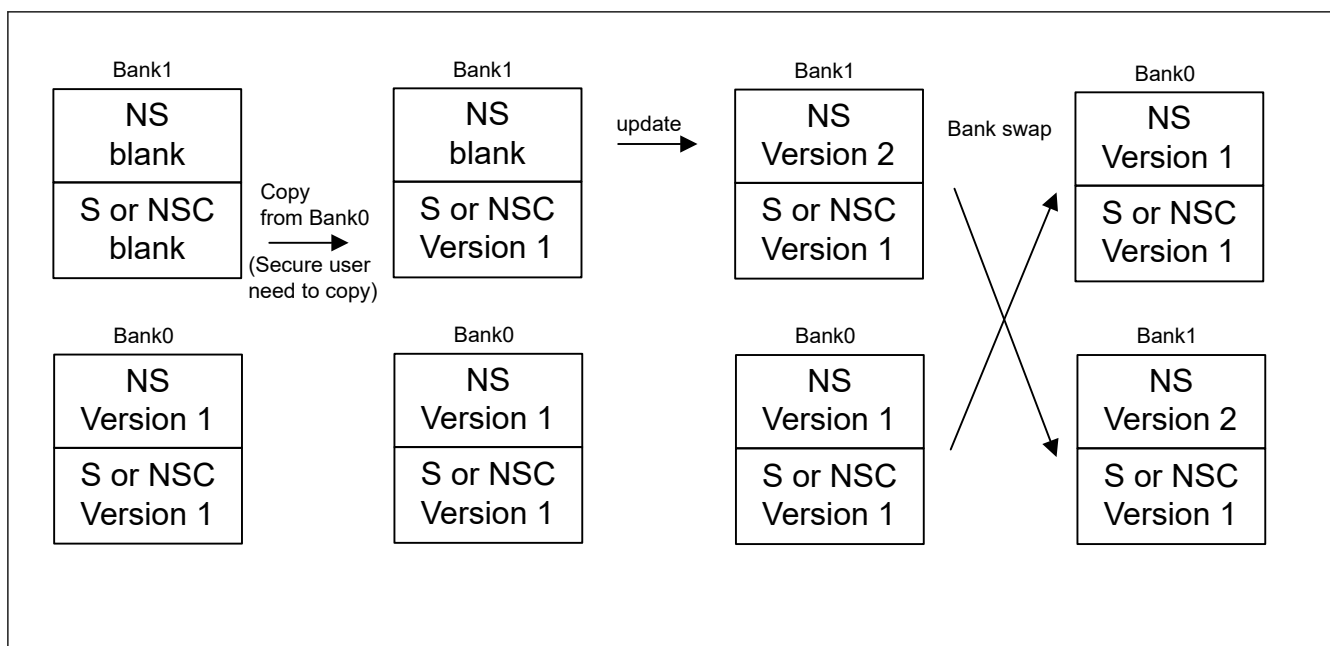 Bank1
NS
blank
S or NSC
blank
Bank0
NS
Version 1
S or NSC
Version 1
Copy
from Bank0
(Secure user
need to copy)
Bank1
NS
blank
S or NSC
Version 1
Bank0
NS
Version 1
S or NSC
Version 1
update
Bank1
NS
Version 2
S or NSC
Version 1
Bank0
NS
Version 1
S or NSC
Version 1
Bank swap
Bank0
NS
Version 1
S or NSC
Version 1
Bank1
NS
Version 2
S or NSC
Version 1